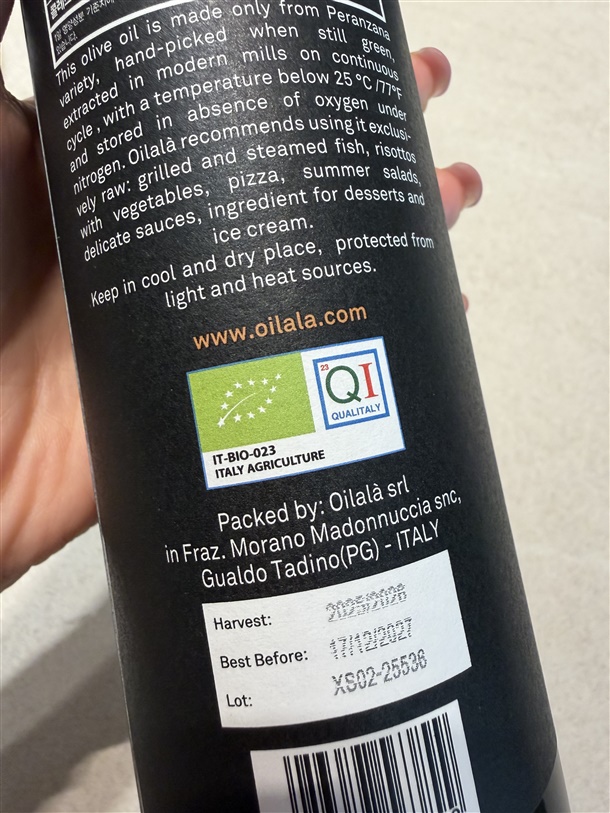 This olive oil is made only from Peranzana
variety, hand-picked when still green,
extracted in modern mills on continuous
cycle, with a temperature below 25 °C /77°F
and stored in absence of oxygen under
nitrogen. Oilalà recommends using it exclusi-
vely raw: grilled and steamed fish, risottos
with vegetables, pizza, summer salads,
delicate sauces, ingredient for desserts and
ice cream.
Keep in cool and dry place, protected from
light and heat sources.
www.oilala.com
23
QI
QUALITALY
IT-BIO-023
ITALY AGRICULTURE
Packed by: Oilalà srl
in Fraz. Morano Madonnuccia snc,
Gualdo Tadino(PG) - ITALY
Harvest: 2025/2026
Best Before: 17/12/2027
Lot: XS02-25536